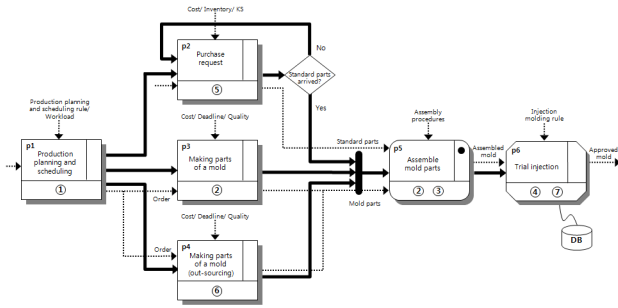 Cost/ Inventory/ KS
No
p2
Purchase
request
⑤
Standard parts
arrived?
Yes
Production planning
and scheduling rule/
Workload
p1
Production
planning and
scheduling
①
Cost/ Deadline/ Quality
p3
Making parts
of a mold
②
Order
Standard parts
Mold parts
Assembly
procedures
p5
Assemble
mold parts
② ③
Assembled
mold
Injection
molding rule
p6
Trial injection
④ ⑦
Approved
mold
DB
Cost/ Deadline/ Quality
Order
p4
Making parts
of a mold
(out-sourcing)
⑥